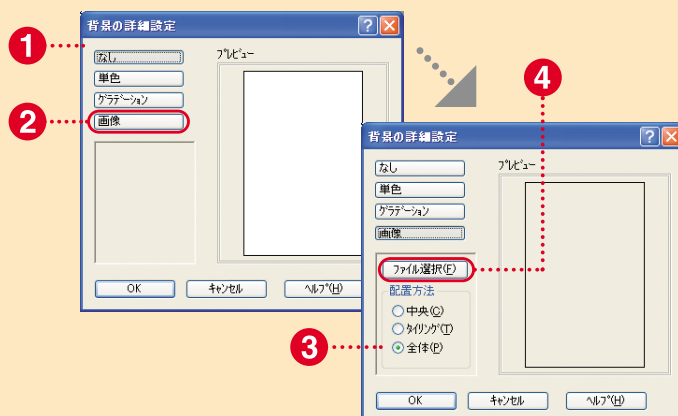 背景の詳細設定
1
なし
プレビュー
単色
グラデーション
2
画像
OK
キャンセル
ヘルプ(H)
4
背景の詳細設定
なし
プレビュー
単色
グラデーション
画像
ファイル選択(F)
配置方法
中央(C)
タイリング(T)
3
全体(P)
OK
キャンセル
ヘルプ(H)